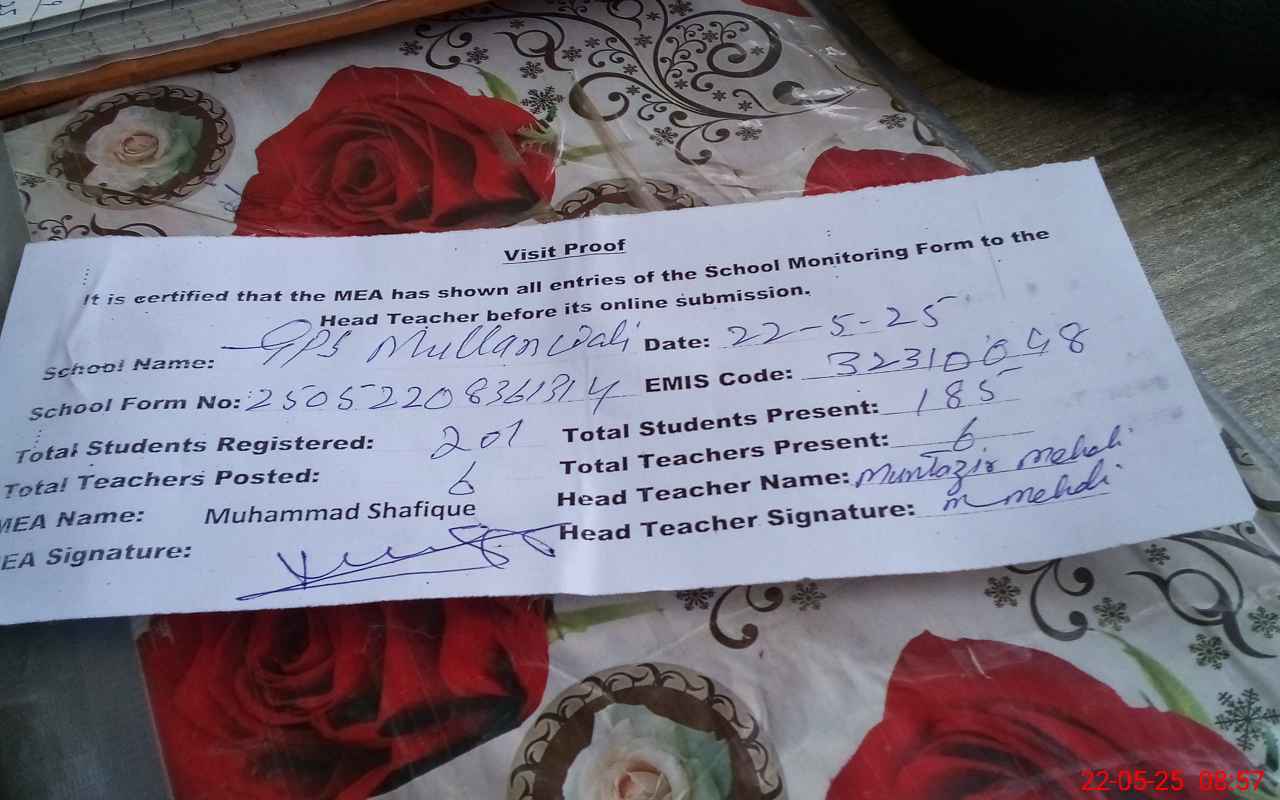 Visit Proof
It is certified that the MEA has shown all entries of the School Monitoring Form to the
Head Teacher before its online submission.
School Name: GPS Mullan Wali Date: 22-5-25
School Form No: 25052208361314 EMIS Code: 32310048
Total Students Registered: 201 Total Students Present: 185
Total Teachers Posted: 6 Total Teachers Present: 6
MEA Name: Muhammad Shafique Head Teacher Name: Muntazir Mehdi
EA Signature: Head Teacher Signature: M Mehdi
22-05-25 08:57